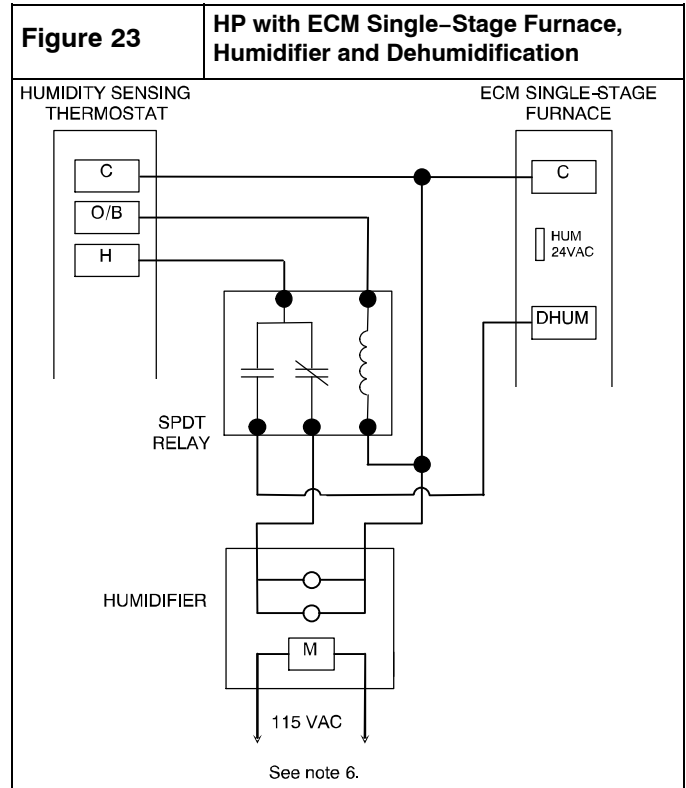 Figure 23
HP with ECM Single−Stage Furnace,
Humidifier and Dehumidification
HUMIDITY SENSING
THERMOSTAT
ECM SINGLE-STAGE
FURNACE
C
C
O/B
H
HUM
24VAC
DHUM
SPDT
RELAY
HUMIDIFIER
M
115 VAC
See note 6.